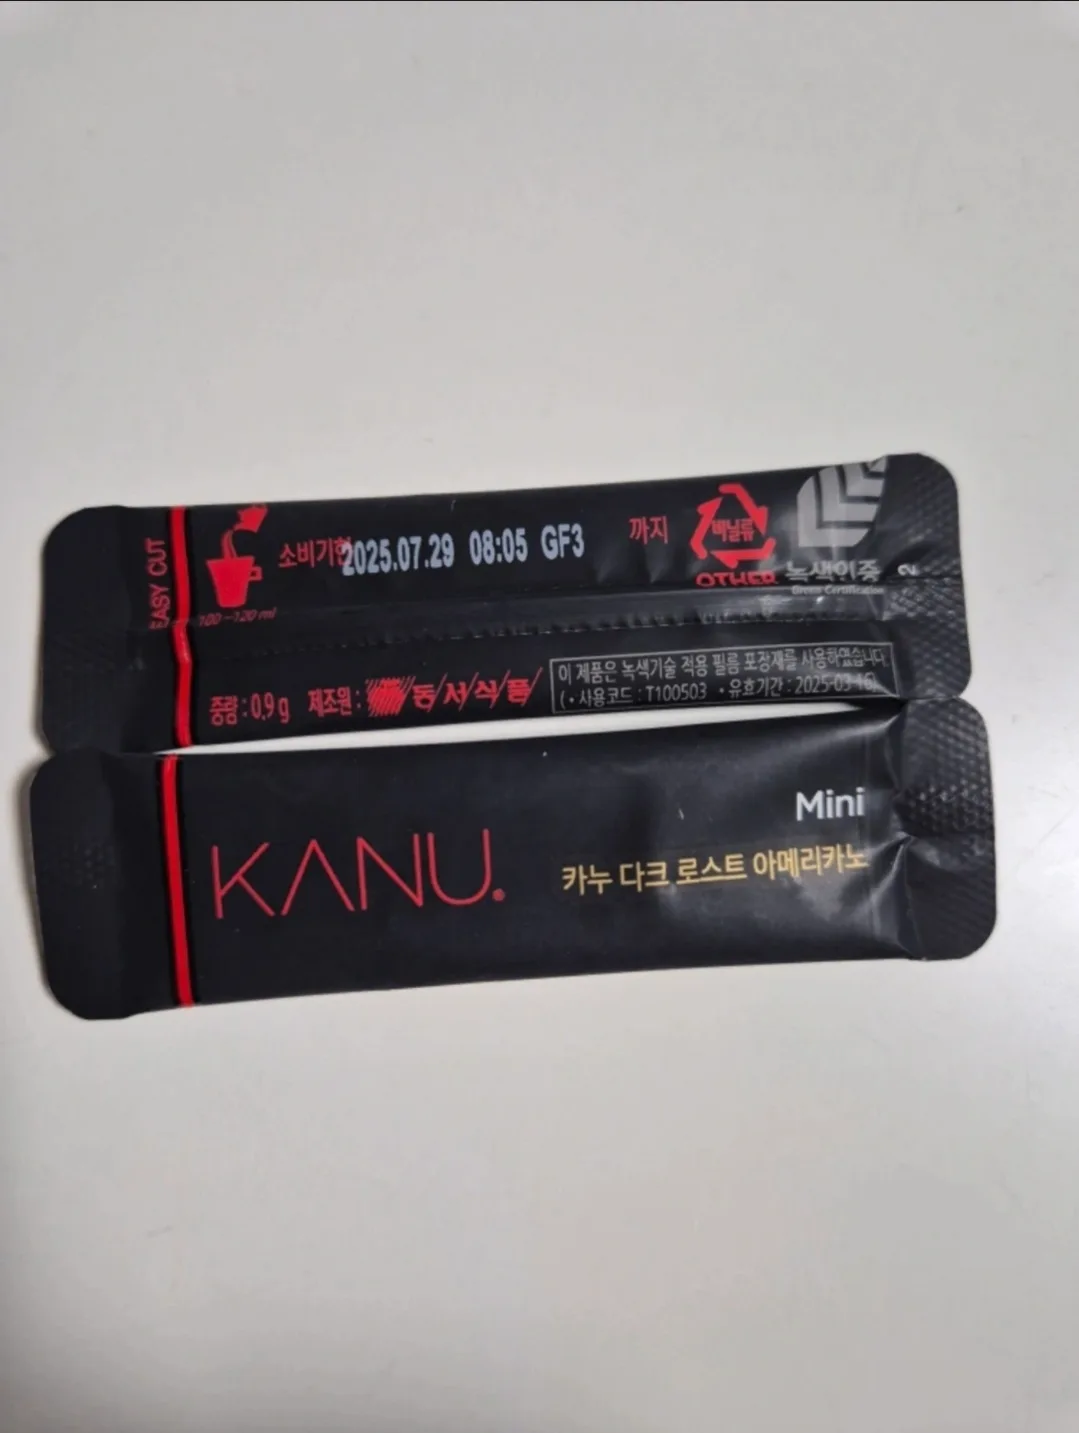 EASY CUT
소비기한 2025.07.29 08:05 GF3 까지
100~120 ml
비닐류
OTHER
녹색인증
Green Certification
2
중량 : 0.9 g 제조원 : 동서식품
이 제품은 녹색기술 적용 필름 포장재를 사용하였습니다.
( • 사용코드 : T100503 • 유효기간 : 2025-03-16)
KANU®
Mini
카누 다크 로스트 아메리카노